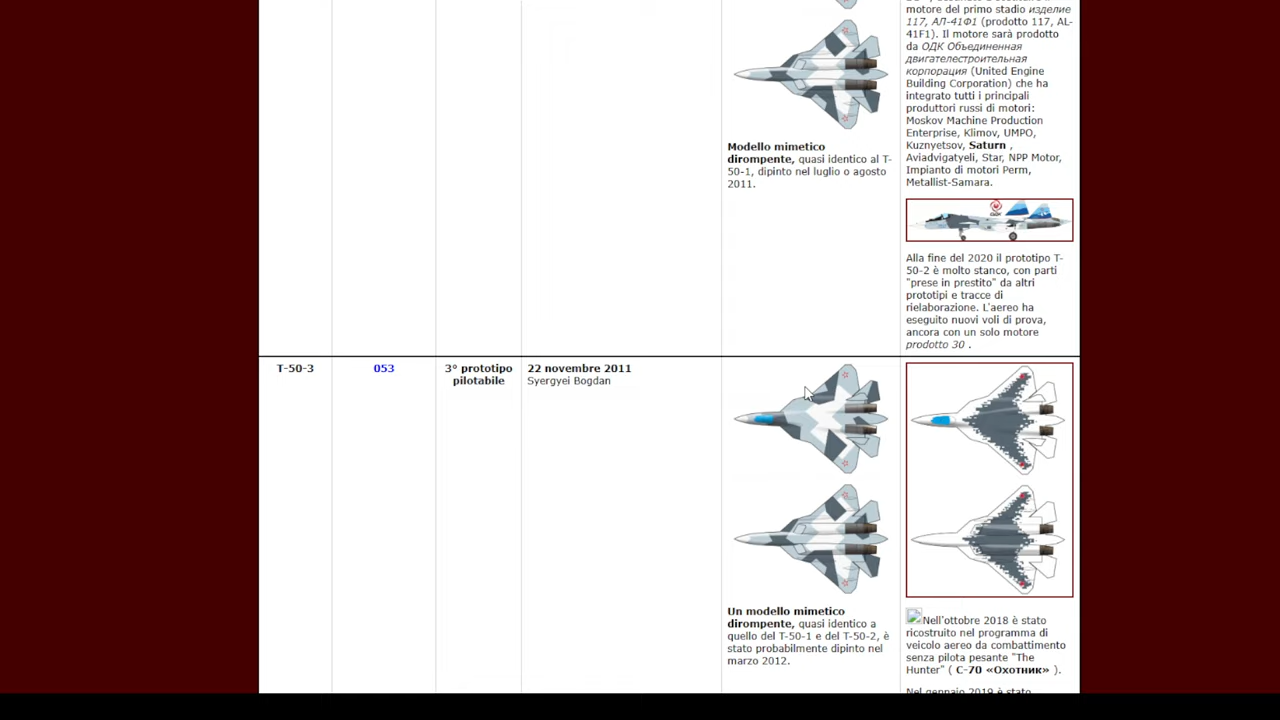 motore del primo stadio изделие
117, АЛ-41Ф1 (prodotto 117, AL-
41F1). Il motore sarà prodotto
da ОДК Объединенная
двигателестроительная
корпорация (United Engine
Building Corporation) che ha
integrato tutti i principali
produttori russi di motori:
Moskov Machine Production
Enterprise, Klimov, UMPO,
Kuznyetsov, Saturn ,
Aviadvigatyeli, Star, NPP Motor,
Impianto di motori Perm,
Metallist-Samara.
Modello mimetico
dirompente, quasi identico al T-
50-1, dipinto nel luglio o agosto
2011.
Alla fine del 2020 il prototipo T-
50-2 è molto stanco, con parti
"prese in prestito" da altri
prototipi e tracce di
rielaborazione. L'aereo ha
eseguito nuovi voli di prova,
ancora con un solo motore
prodotto 30 .
T-50-3
053
3° prototipo
pilotabile
22 novembre 2011
Syergyei Bogdan
Un modello mimetico
dirompente, quasi identico a
quello del T-50-1 e del T-50-2, è
stato probabilmente dipinto nel
marzo 2012.
Nell'ottobre 2018 è stato
ricostruito nel programma di
veicolo aereo da combattimento
senza pilota pesante "The
Hunter" ( С-70 «Охотник» ).
Nel gennaio 2019 è stato